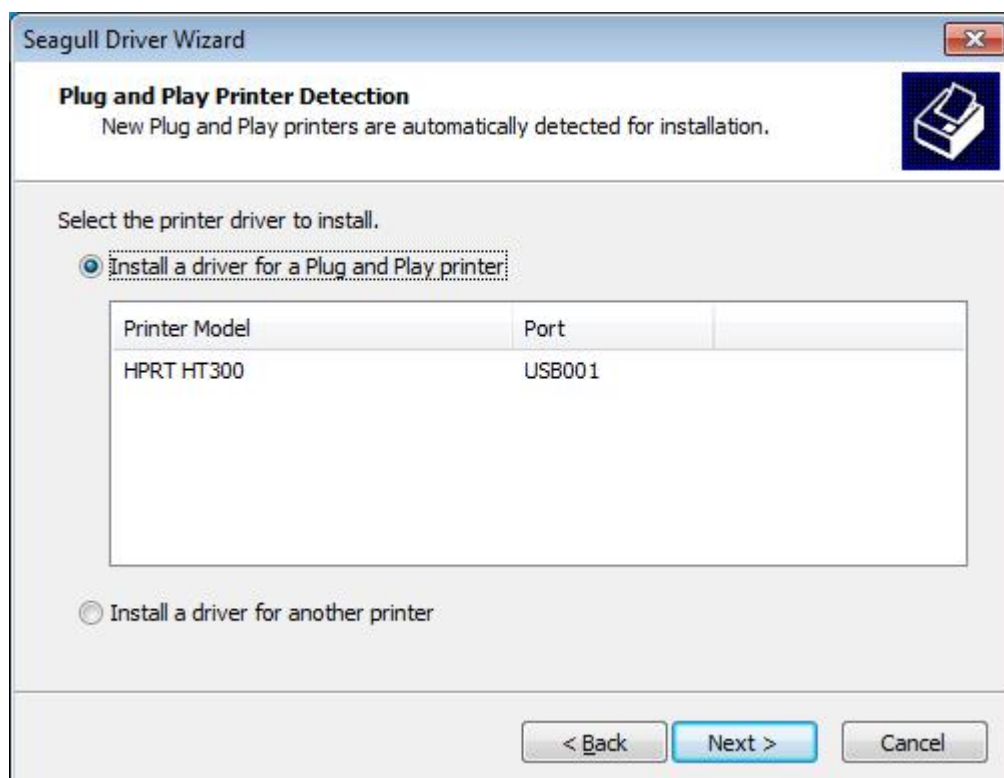 Seagull Driver Wizard
Plug and Play Printer Detection
New Plug and Play printers are automatically detected for installation.
Select the printer driver to install.
Install a driver for a Plug and Play printer
Printer Model Port
HPRT HT300 USB001
Install a driver for another printer
< Back Next > Cancel